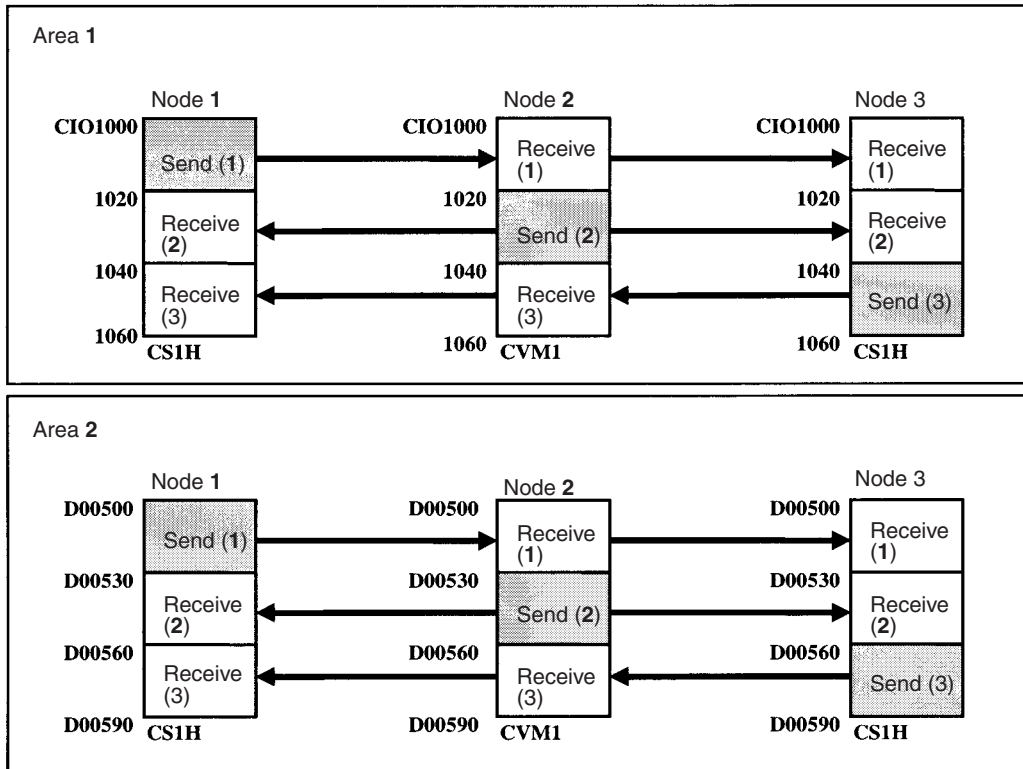 Area 1
Node 1
Node 2
Node 3
CIO1000
CIO1000
CIO1000
Send (1)
Receive
(1)
Receive
(1)
1020
1020
1020
Receive
(2)
Send (2)
Receive
(2)
1040
1040
1040
Receive
(3)
Receive
(3)
Send (3)
1060
1060
1060
CS1H
CVM1
CS1H
Area 2
Node 1
Node 2
Node 3
D00500
D00500
D00500
Send (1)
Receive
(1)
Receive
(1)
D00530
D00530
D00530
Receive
(2)
Send (2)
Receive
(2)
D00560
D00560
D00560
Receive
(3)
Receive
(3)
Send (3)
D00590
D00590
D00590
CS1H
CVM1
CS1H